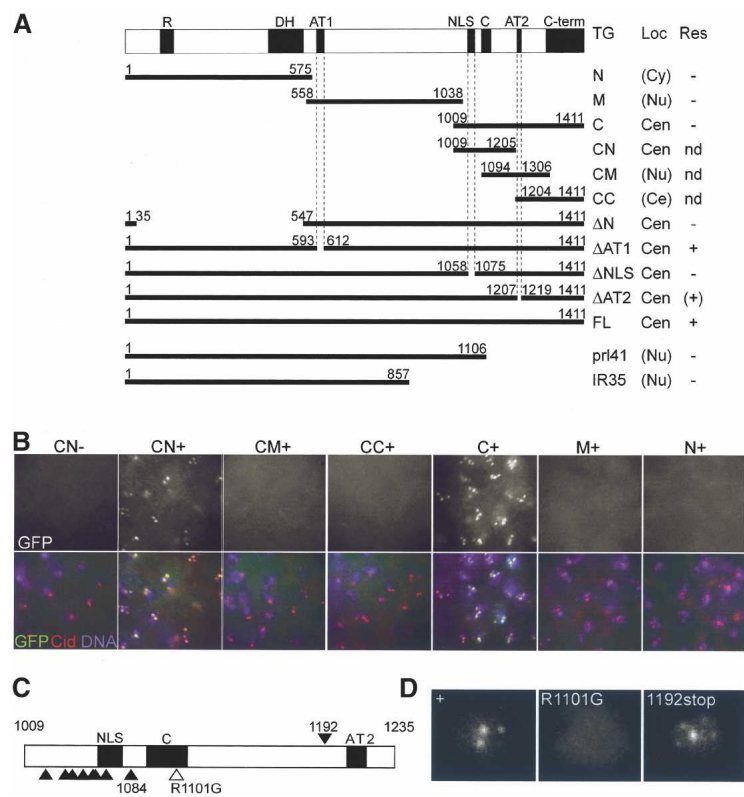 A
R DH AT1 NLS C AT2 C-term TG Loc Res
1 575 N (Cy) -
558 1038 M (Nu) -
1009 1411 C Cen -
1009 1205 CN Cen nd
1094 1306 CM (Nu) nd
1204 1411 CC (Ce) nd
1 35 547 1411 ΔN Cen -
1 593 612 1411 ΔAT1 Cen +
1 1058 1075 1411 ΔNLS Cen -
1 1207 1219 1411 ΔAT2 Cen (+)
1 1411 FL Cen +
1 1106 prl41 (Nu) -
1 857 IR35 (Nu) -
B
CN- CN+ CM+ CC+ C+ M+ N+
GFP
GFP Cid DNA
C
1009 NLS C 1192 AT2 1235
1084 R1101G
D
+ R1101G 1192stop